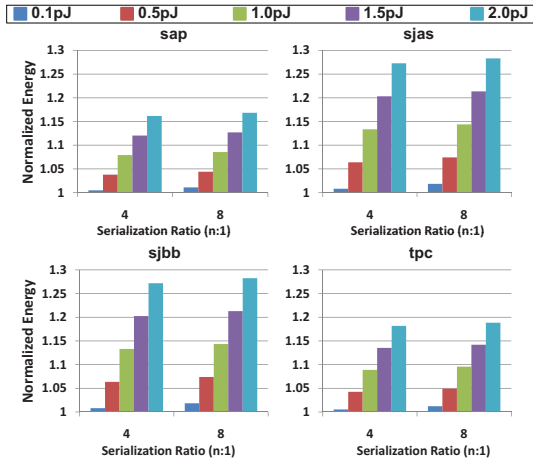 0.1pJ 0.5pJ 1.0pJ 1.5pJ 2.0pJ
sap
Normalized Energy
1.3
1.25
1.2
1.15
1.1
1.05
1
4 8
Serialization Ratio (n:1)
sjas
1.3
1.25
1.2
1.15
1.1
1.05
1
4 8
Serialization Ratio (n:1)
sjbb
Normalized Energy
1.3
1.25
1.2
1.15
1.1
1.05
1
4 8
Serialization Ratio (n:1)
tpc
1.3
1.25
1.2
1.15
1.1
1.05
1
4 8
Serialization Ratio (n:1)